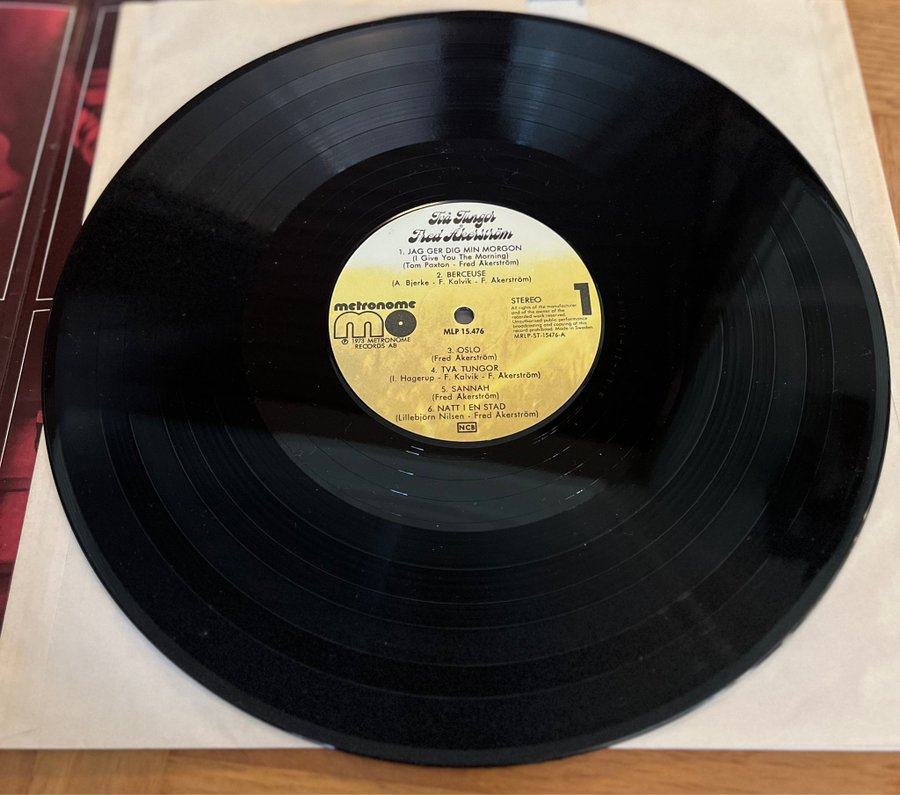 Två Tungor
Fred Åkerström
1. JAG GER DIG MIN MORGON
(I Give You The Morning)
(Tom Paxton - Fred Åkerström)
2. BERCEUSE
(A. Bjerke - F. Kalvik - F. Åkerström)
metronome
mo
℗ 1973 METRONOME
RECORDS AB
MLP 15.476
STEREO
1
All rights of the manufacturer
and of the owner of the
recorded work reserved.
Unauthorised public performance
broadcasting and copying of this
record prohibited. Made in Sweden
MRLP-ST-15476-A
3. OSLO
(Fred Åkerström)
4. TVÅ TUNGOR
(I. Hagerup - F. Kalvik - F. Åkerström)
5. SANNAH
(Fred Åkerström)
6. NATT I EN STAD
(Lillebjörn Nilsen - Fred Åkerström)
NCB